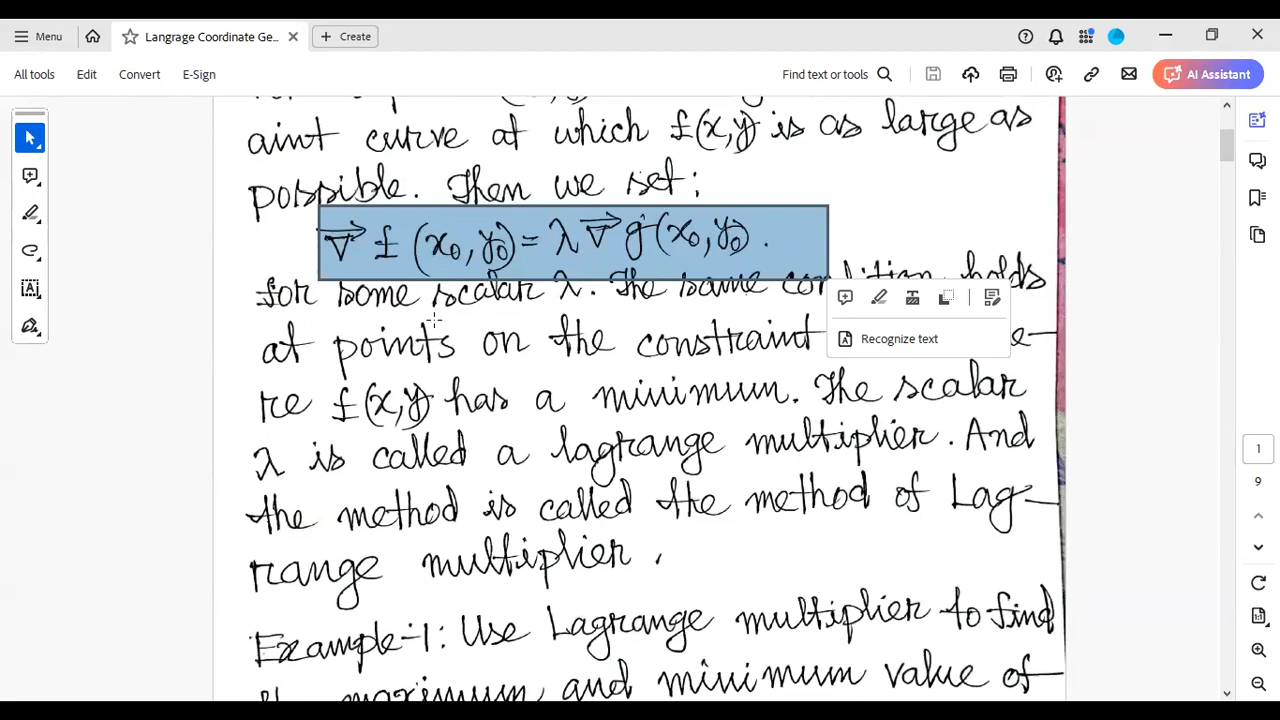 Menu
Langrage Coordinate Ge...
Create
All tools
Edit
Convert
E-Sign
Find text or tools
AI Assistant
aint curve at which f(x,y) is as large as
possible. Then we set:
∇⃗ f (x₀, y₀) = λ ∇⃗ g (x₀, y₀).
for some scalar λ. The same condition holds
at points on the constraint
re f(x,y) has a minimum. The scalar
λ is called a lagrange multiplier. And
the method is called the method of Lag-
range multiplier.
Example-1: Use Lagrange multiplier to find
maximum and minimum value of
Recognize text
1
9